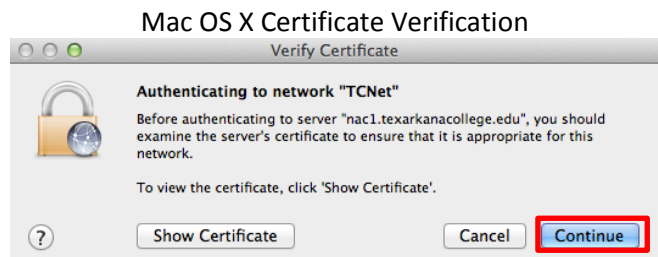 Mac OS X Certificate Verification
Verify Certificate
Authenticating to network "TCNet"
Before authenticating to server "nac1.texarkanacollege.edu", you should
examine the server's certificate to ensure that it is appropriate for this
network.
To view the certificate, click 'Show Certificate'.
?
Show Certificate
Cancel
Continue